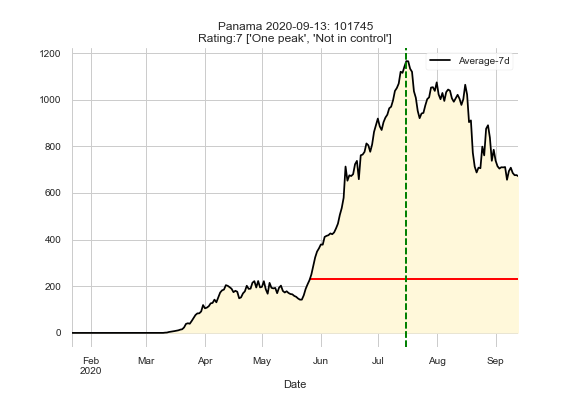 Panama 2020-09-13: 101745
Rating:7 ['One peak', 'Not in control']
Average-7d
1200
1000
800
600
400
200
0
Feb Mar Apr May Jun Jul Aug Sep
2020
Date